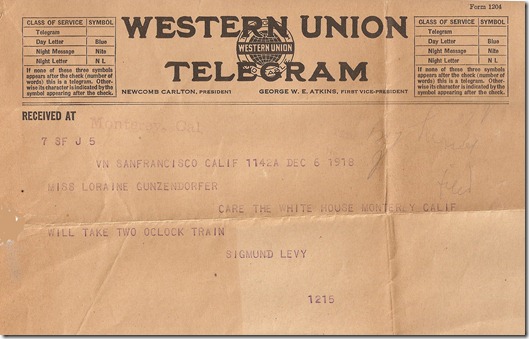 Form 1204
CLASS OF SERVICE SYMBOL
Telegram
Day Letter Blue
Night Message Nite
Night Letter N L
If none of these three symbols
appears after the check (number of
words) this is a telegram. Other-
wise its character is indicated by the
symbol appearing after the check.
WESTERN UNION
WESTERN UNION
TELEGRAM
NEWCOMB CARLTON, PRESIDENT GEORGE W. E. ATKINS, FIRST VICE-PRESIDENT
CLASS OF SERVICE SYMBOL
Telegram
Day Letter Blue
Night Message Nite
Night Letter N L
If none of these three symbols
appears after the check (number of
words) this is a telegram. Other-
wise its character is indicated by the
symbol appearing after the check.
RECEIVED AT
Monterey, Cal
7 SF J 5
VN SANFRANCISCO CALIF 1142A DEC 6 1918
MISS LORAINE GUNZENDORFER
CARE THE WHITE HOUSE MONTEREY CALIF
WILL TAKE TWO OCLOCK TRAIN
SIGMUND LEVY
1215